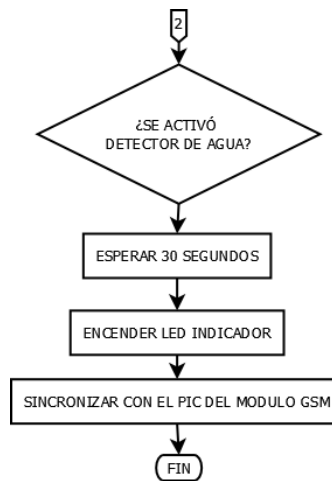 2
¿SE ACTIVÓ
DETECTOR DE AGUA?
ESPERAR 30 SEGUNDOS
ENCENDER LED INDICADOR
SINCRONIZAR CON EL PIC DEL MODULO GSM
FIN